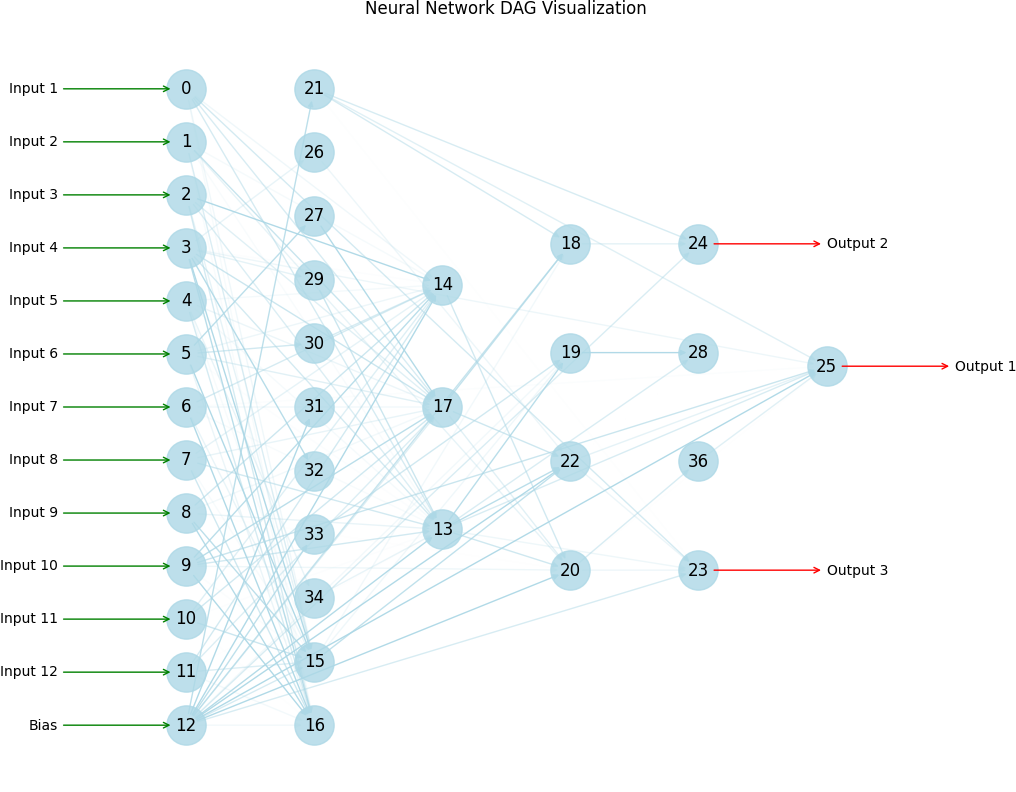 Neural Network DAG Visualization
Input 1 0 21
Input 2 1 26
Input 3 2 27
Input 4 3 29 14 18 24 Output 2
Input 5 4 30
Input 6 5 19 28 25 Output 1
Input 7 6 31 17
Input 8 7 32 22 36
Input 9 8 33 13
Input 10 9 34 20 23 Output 3
Input 11 10
Input 12 11 15
Bias 12 16